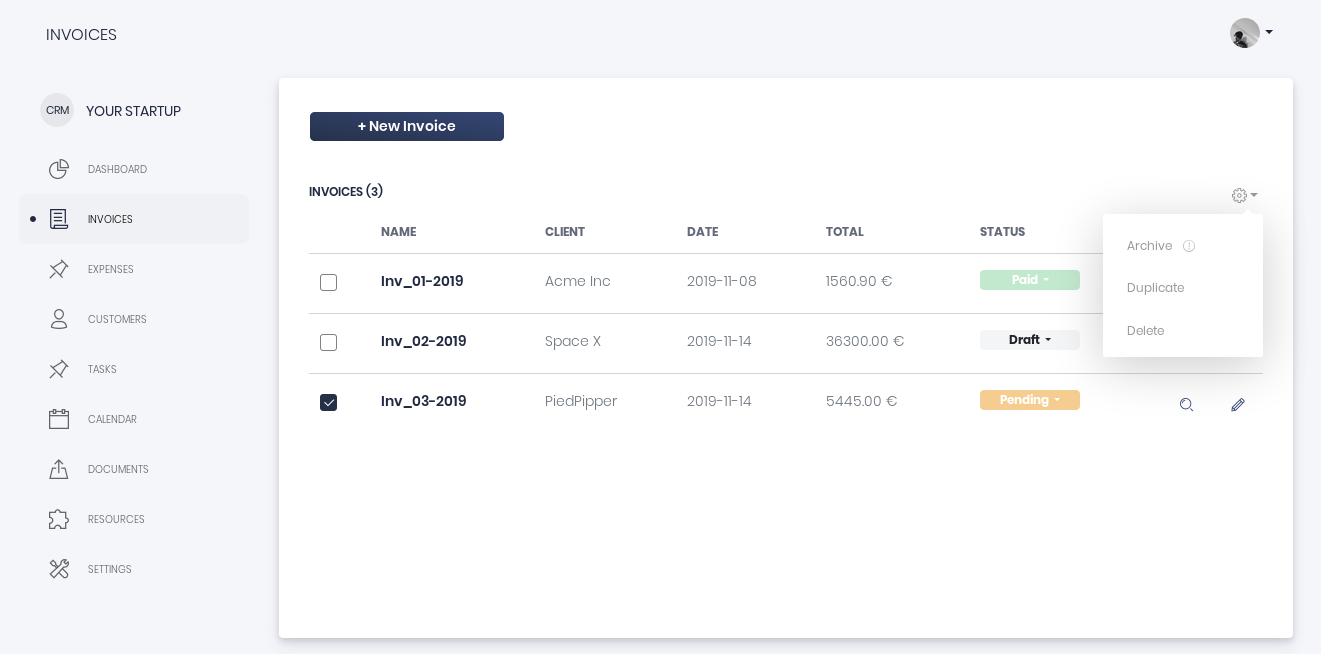 INVOICES
CRM YOUR STARTUP
DASHBOARD
INVOICES
EXPENSES
CUSTOMERS
TASKS
CALENDAR
DOCUMENTS
RESOURCES
SETTINGS
+ New Invoice
INVOICES (3)
NAME CLIENT DATE TOTAL STATUS
Inv_01-2019 Acme Inc 2019-11-08 1560.90 € Paid
Inv_02-2019 Space X 2019-11-14 36300.00 € Draft
Inv_03-2019 PiedPipper 2019-11-14 5445.00 € Pending
Archive
Duplicate
Delete